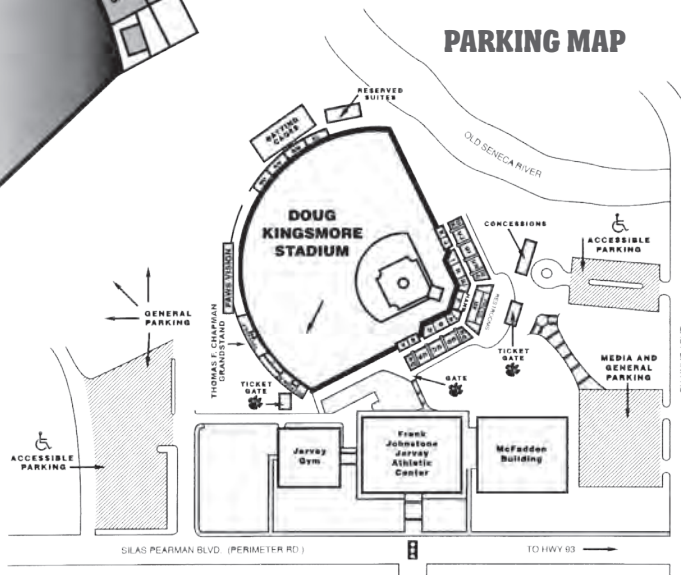 PARKING MAP
RESERVED
SUITES
BATTING
CAGES
OLD SENECA RIVER
DOUG
KINGSMORE
STADIUM
CONCESSIONS
ACCESSIBLE
PARKING
PAWS VISION
GENERAL
PARKING
THOMAS F. CHAPMAN
GRANDSTAND
RESTROOMS
TICKET
GATE
MEDIA AND
GENERAL
PARKING
TICKET
GATE
GATE
ACCESSIBLE
PARKING
Jervey
Gym
Frank
Johnstone
Jervey
Athletic
Center
McFadden
Building
SILAS PEARMAN BLVD. (PERIMETER RD.)
TO HWY 93